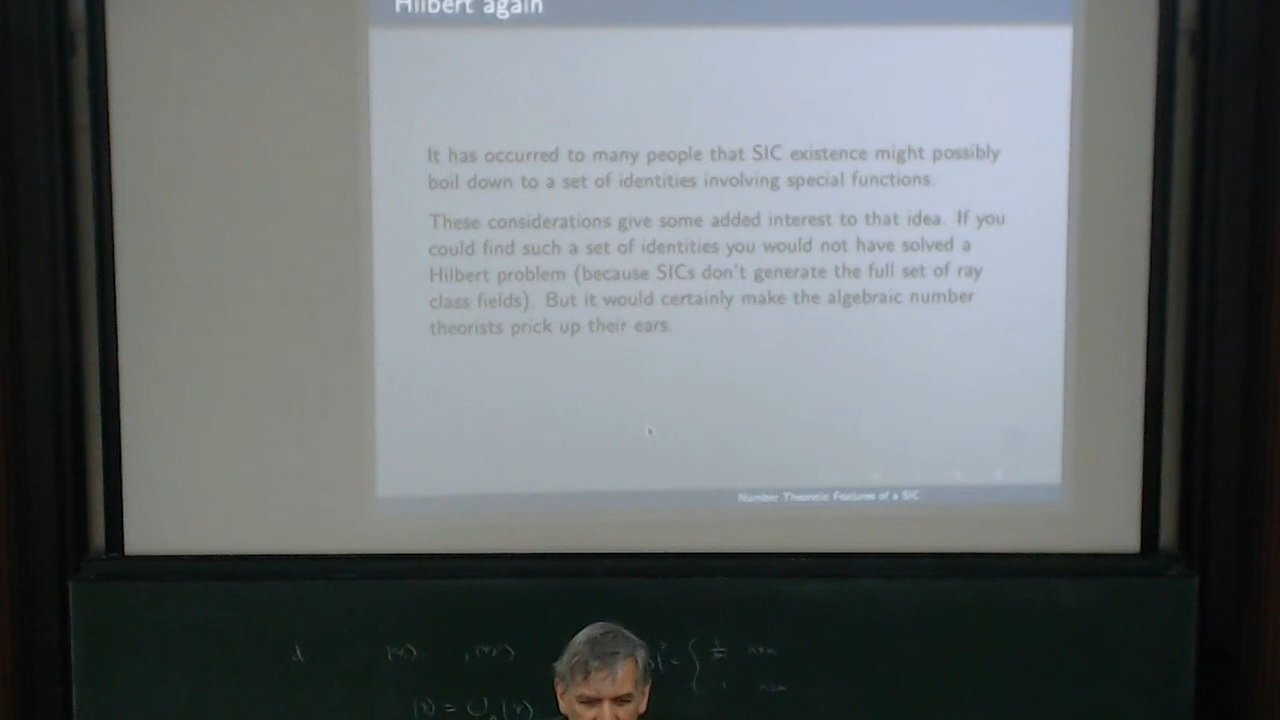 Hilbert again
It has occurred to many people that SIC existence might possibly
boil down to a set of identities involving special functions.
These considerations give some added interest to that idea. If you
could find such a set of identities you would not have solved a
Hilbert problem (because SICs don't generate the full set of ray
class fields). But it would certainly make the algebraic number
theorists prick up their ears.
Number Theoretic Features of a SIC